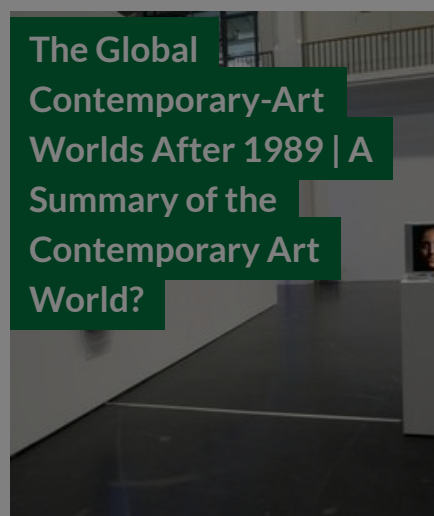 The Global
Contemporary-Art
Worlds After 1989 | A
Summary of the
Contemporary Art
World?